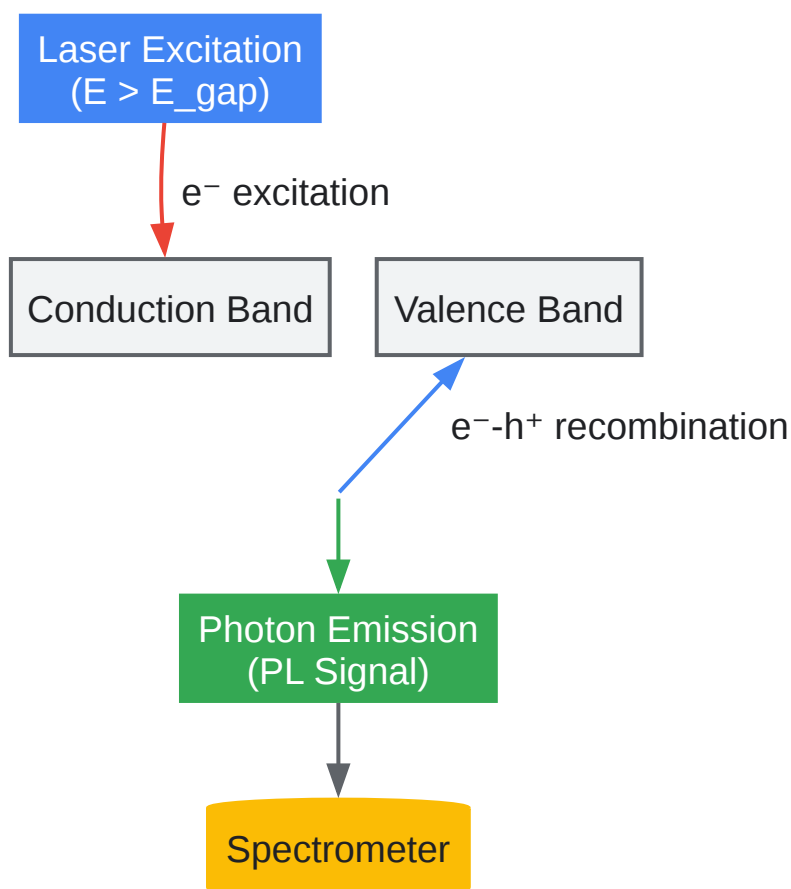 Laser Excitation
(E > E_gap)
e⁻ excitation
Conduction Band
Valence Band
e⁻-h⁺ recombination
Photon Emission
(PL Signal)
Spectrometer